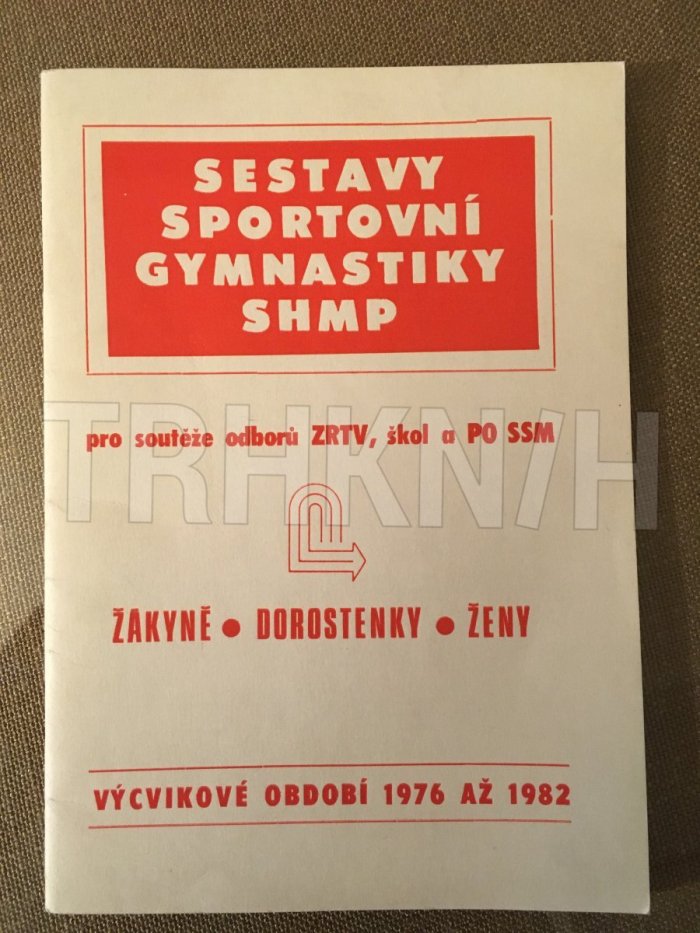 SESTAVY
SPORTOVNÍ
GYMNASTIKY
SHMP
pro soutěže odborů ZRTV, škol a PO SSM
TRHKNIH
ŽAKYNĚ • DOROSTENKY • ŽENY
VÝCVIKOVÉ OBDOBÍ 1976 AŽ 1982